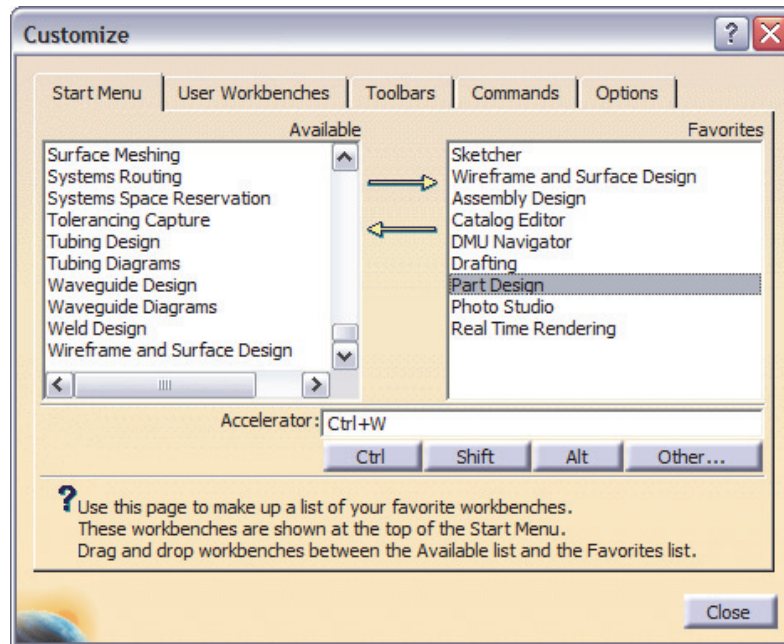 Customize
Start Menu User Workbenches Toolbars Commands Options
Available
Surface Meshing
Systems Routing
Systems Space Reservation
Tolerancing Capture
Tubing Design
Tubing Diagrams
Waveguide Design
Waveguide Diagrams
Weld Design
Wireframe and Surface Design
Favorites
Sketcher
Wireframe and Surface Design
Assembly Design
Catalog Editor
DMU Navigator
Drafting
Part Design
Photo Studio
Real Time Rendering
Accelerator: Ctrl+W
Ctrl Shift Alt Other...
Use this page to make up a list of your favorite workbenches.
These workbenches are shown at the top of the Start Menu.
Drag and drop workbenches between the Available list and the Favorites list.
Close